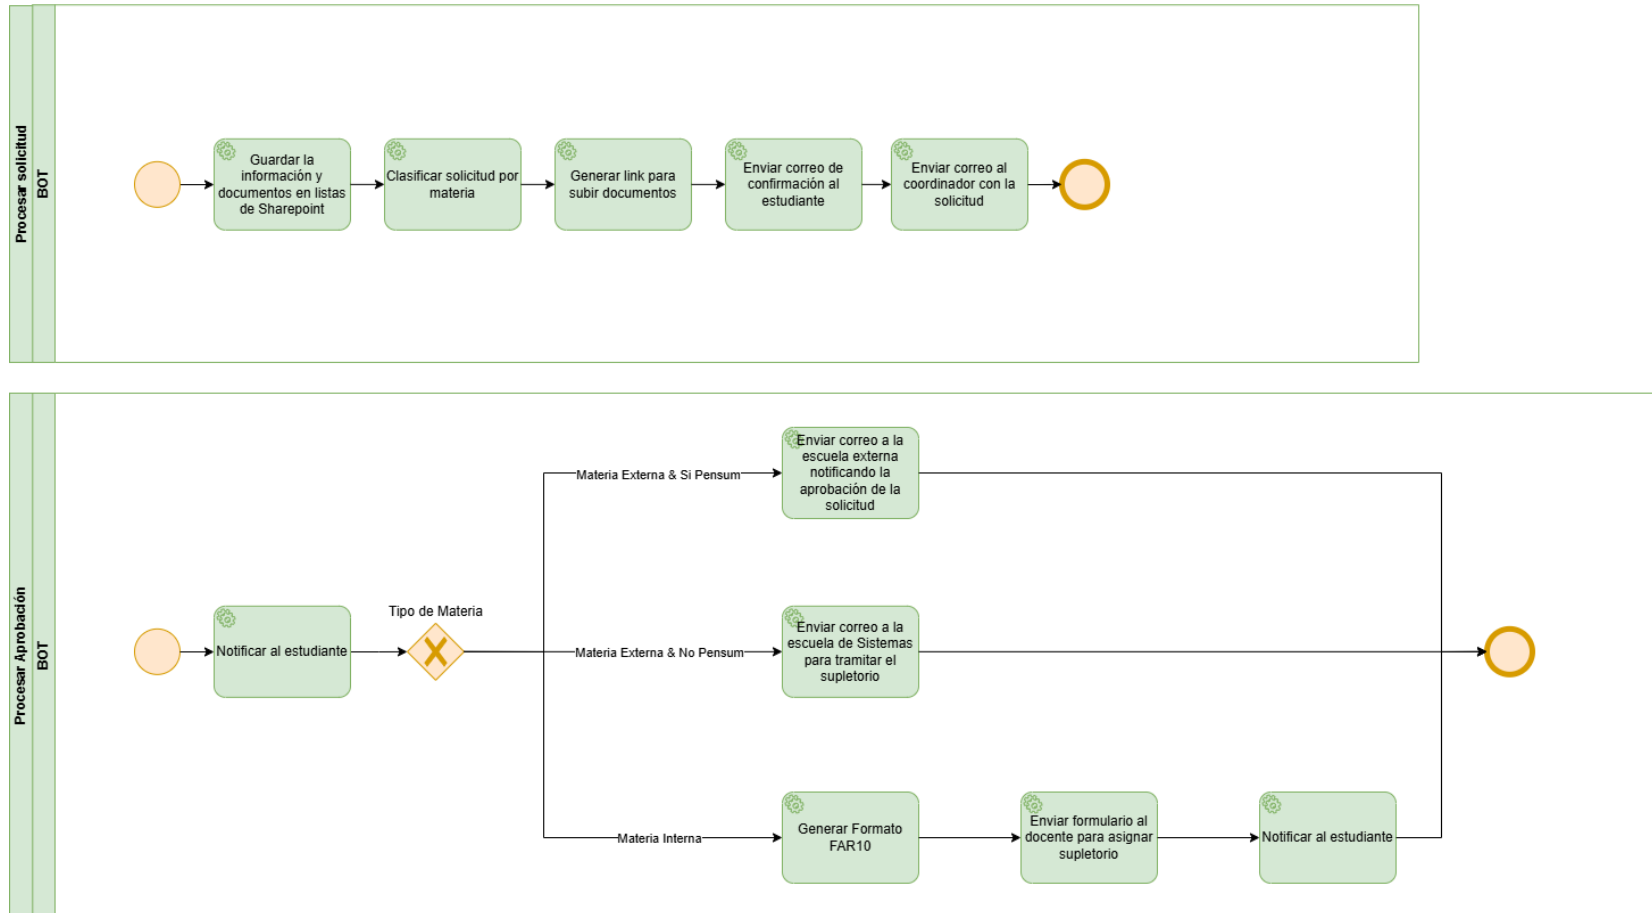 Procesar solicitud
BOT
Guardar la
información y
documentos en listas
de Sharepoint
Clasificar solicitud por
materia
Generar link para
subir documentos
Enviar correo de
confirmación al
estudiante
Enviar correo al
coordinador con la
solicitud
Procesar Aprobación
BOT
Notificar al estudiante
Tipo de Materia
Materia Externa & Si Pensum
Enviar correo a la
escuela externa
notificando la
aprobación de la
solicitud
Materia Externa & No Pensum
Enviar correo a la
escuela de Sistemas
para tramitar el
supletorio
Materia Interna
Generar Formato
FAR10
Enviar formulario al
docente para asignar
supletorio
Notificar al estudiante